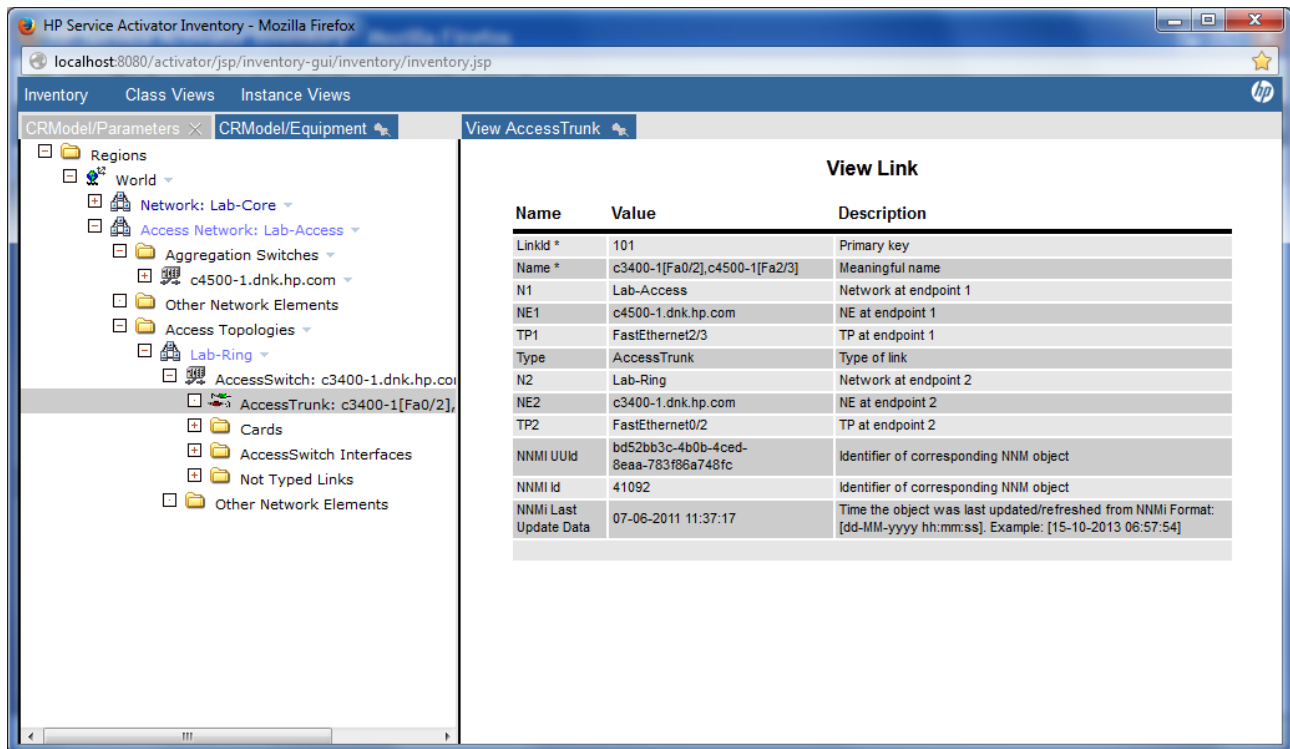 HP Service Activator Inventory - Mozilla Firefox
localhost:8080/activator/jsp/inventory-gui/inventory/inventory.jsp
Inventory Class Views Instance Views
hp
CRModel/Parameters CRModel/Equipment
View AccessTrunk
Regions
World
Network: Lab-Core
Access Network: Lab-Access
Aggregation Switches
c4500-1.dnk.hp.com
Other Network Elements
Access Topologies
Lab-Ring
AccessSwitch: c3400-1.dnk.hp.co
AccessTrunk: c3400-1[Fa0/2],
Cards
AccessSwitch Interfaces
Not Typed Links
Other Network Elements
View Link
Name Value Description
LinkId * 101 Primary key
Name * c3400-1[Fa0/2],c4500-1[Fa2/3] Meaningful name
N1 Lab-Access Network at endpoint 1
NE1 c4500-1.dnk.hp.com NE at endpoint 1
TP1 FastEthernet2/3 TP at endpoint 1
Type AccessTrunk Type of link
N2 Lab-Ring Network at endpoint 2
NE2 c3400-1.dnk.hp.com NE at endpoint 2
TP2 FastEthernet0/2 TP at endpoint 2
NNMI UUId bd52bb3c-4b0b-4ced-
8eaa-783f86a748fc Identifier of corresponding NNM object
NNMI Id 41092 Identifier of corresponding NNM object
NNMi Last
Update Data 07-06-2011 11:37:17 Time the object was last updated/refreshed from NNMi Format:
[dd-MM-yyyy hh:mm:ss]. Example: [15-10-2013 06:57:54]